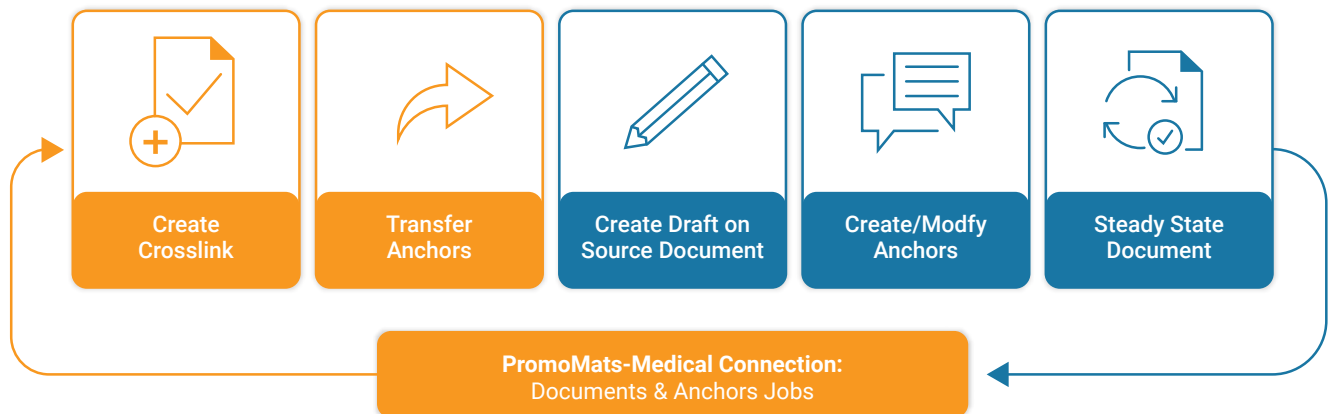 Create
Crosslink
Transfer
Anchors
Create Draft on
Source Document
Create/Modfy
Anchors
Steady State
Document
PromoMats-Medical Connection:
Documents & Anchors Jobs